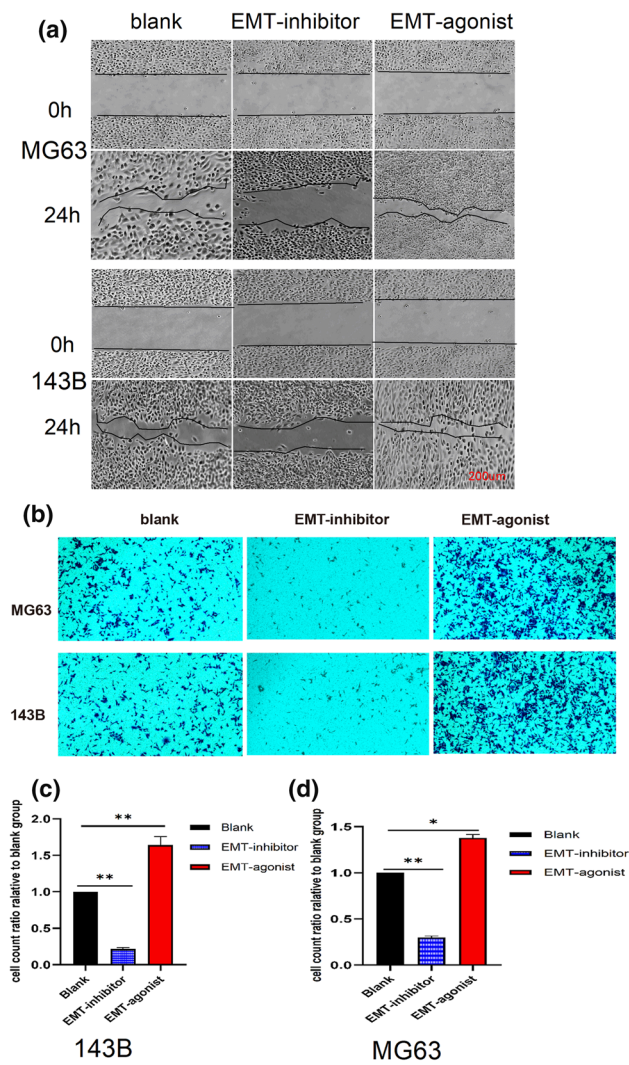 (a)
blank EMT-inhibitor EMT-agonist
0h
MG63
24h
0h
143B
24h
200um
(b)
blank EMT-inhibitor EMT-agonist
MG63
143B
(c)
cell count ratio ralative to blank group
2.0
1.5
1.0
0.5
0.0
**
**
Blank
EMT-inhibitor
EMT-agonist
Blank
EMT-inhibitor
EMT-agonist
143B
(d)
cell count ratio ralative to blank group
1.5
1.0
0.5
0.0
*
**
Blank
EMT-inhibitor
EMT-agonist
Blank
EMT-inhibitor
EMT-agonist
MG63